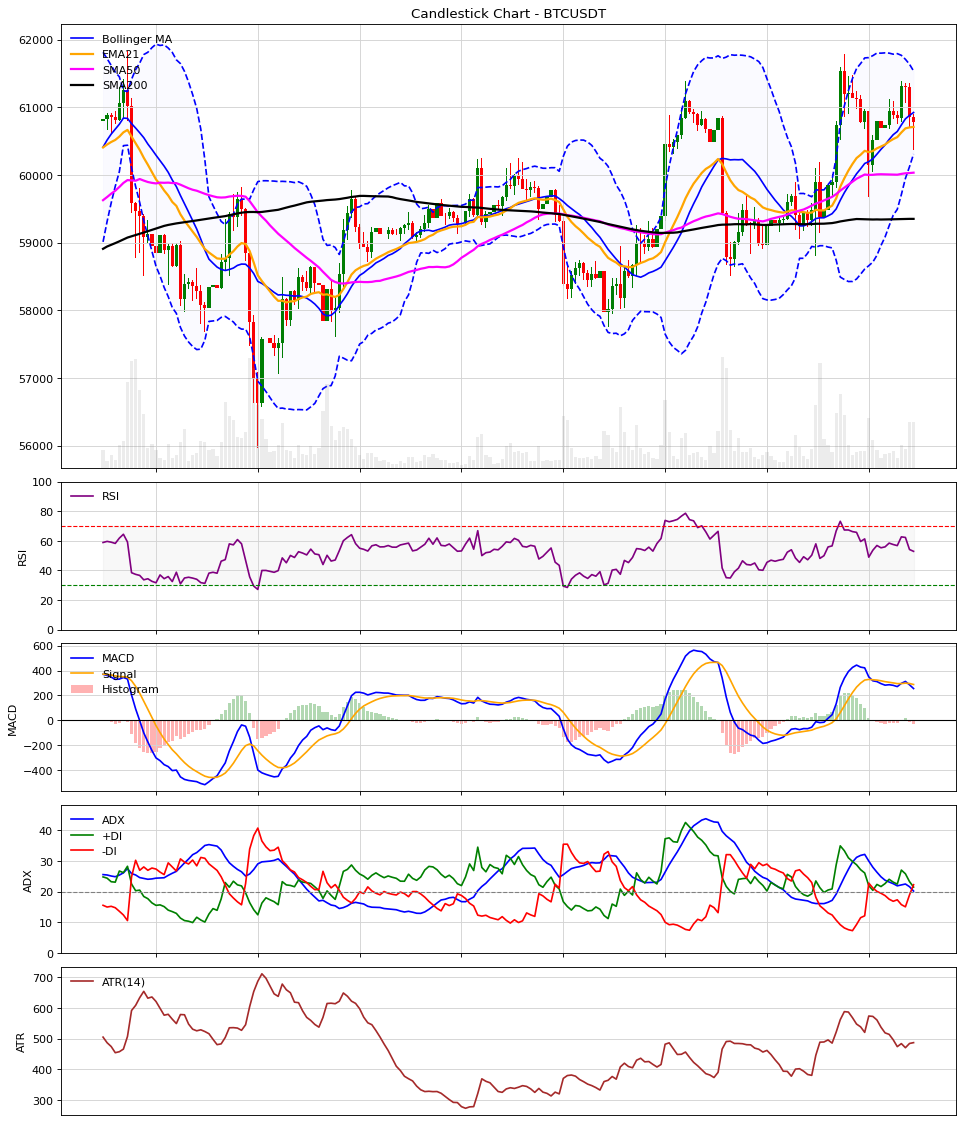 Candlestick Chart - BTCUSDT
62000
61000
60000
59000
58000
57000
56000
Bollinger MA
EMA21
SMA50
SMA200
100
80
60
40
20
0
RSI
RSI
600
400
200
0
−200
−400
MACD
MACD
Signal
Histogram
40
30
20
10
0
ADX
ADX
+DI
-DI
700
600
500
400
300
ATR
ATR(14)